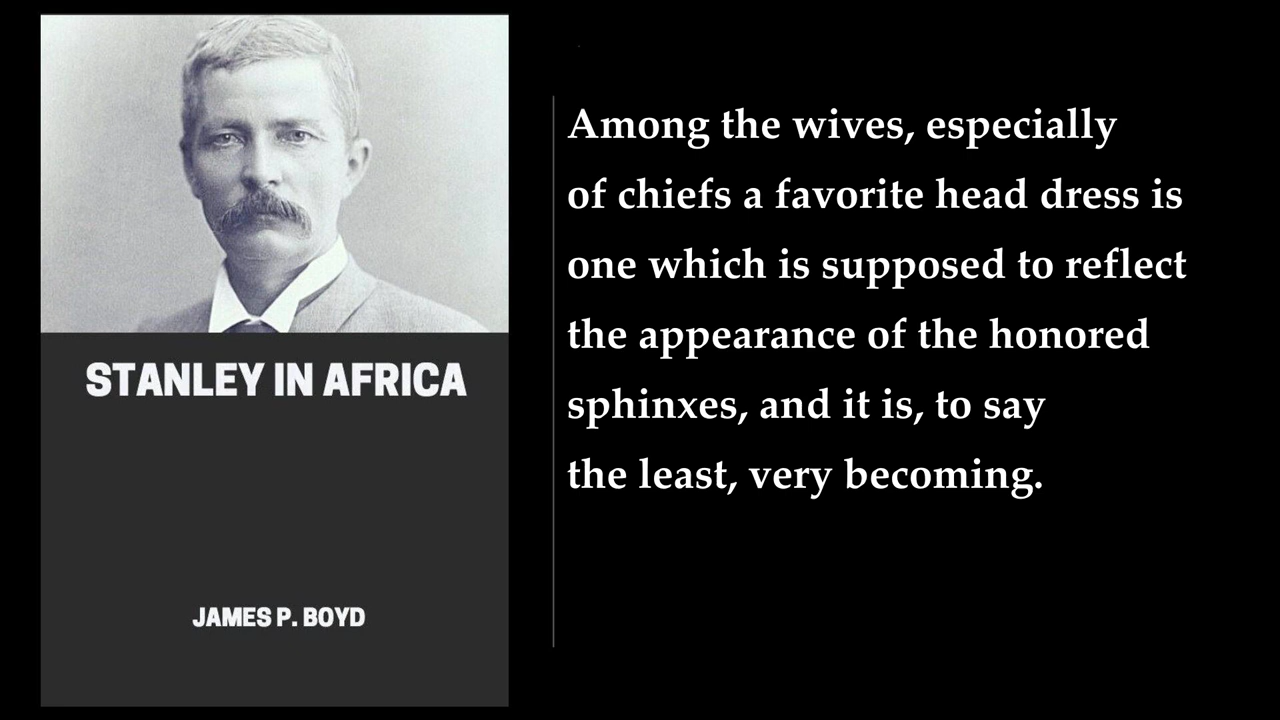 STANLEY IN AFRICA
JAMES P. BOYD
Among the wives, especially
of chiefs a favorite head dress is
one which is supposed to reflect
the appearance of the honored
sphinxes, and it is, to say
the least, very becoming.